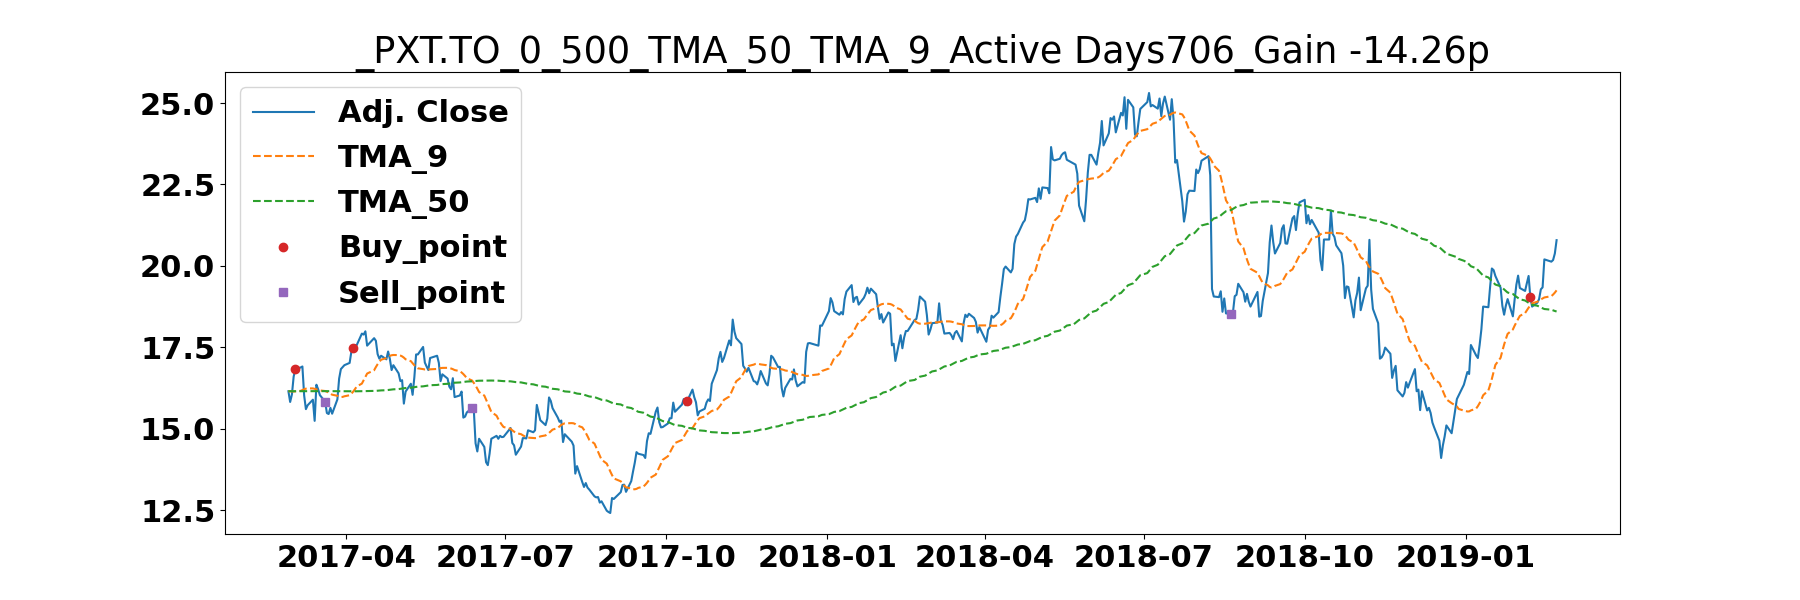 _PXT.TO_0_500_TMA_50_TMA_9_Active Days706_Gain -14.26p
25.0
22.5
20.0
17.5
15.0
12.5
Adj. Close
TMA_9
TMA_50
Buy_point
Sell_point
2017-04 2017-07 2017-10 2018-01 2018-04 2018-07 2018-10 2019-01